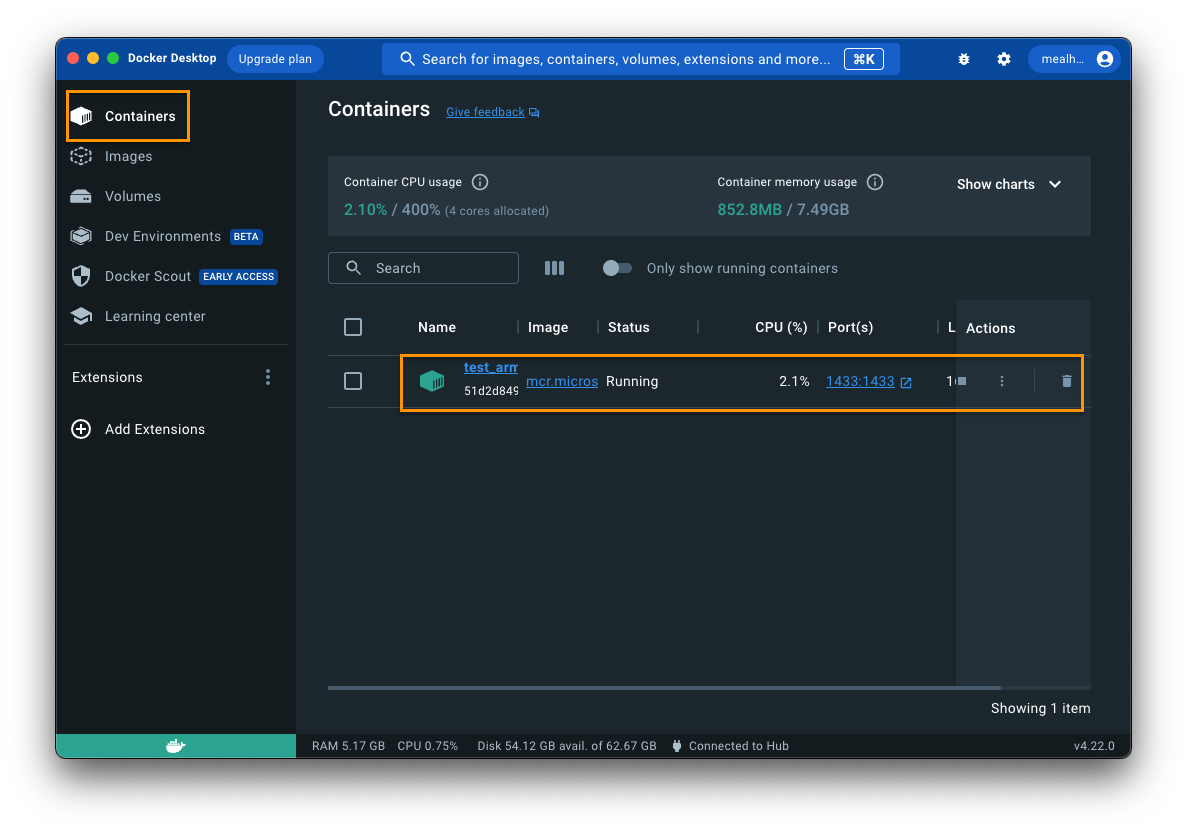 Docker Desktop Upgrade plan Search for images, containers, volumes, extensions and more... ⌘K mealh...
Containers
Images
Volumes
Dev Environments BETA
Docker Scout EARLY ACCESS
Learning center
Extensions
Add Extensions
Containers Give feedback
Container CPU usage
2.10% / 400% (4 cores allocated)
Container memory usage
852.8MB / 7.49GB
Show charts
Search Only show running containers
Name Image Status CPU (%) Port(s) L Actions
test_arm
51d2d849
mcr.micros Running 2.1% 1433:1433
Showing 1 item
RAM 5.17 GB CPU 0.75% Disk 54.12 GB avail. of 62.67 GB Connected to Hub v4.22.0